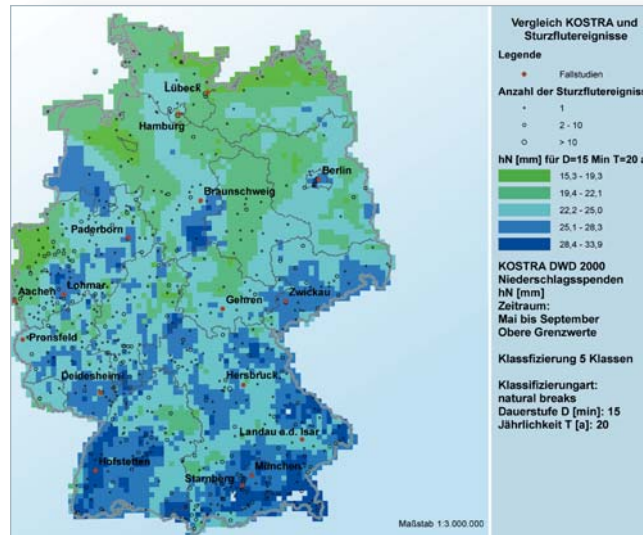 Lübeck
Hamburg
Berlin
Braunschweig
Paderborn
Aachen
Lohmar
Gehren
Zwickau
Pronsfeld
Deidesheim
Hersbruck
Landau e.d. Isar
Hofstetten
München
Starnberg
Maßstab 1:3.000.000
Vergleich KOSTRA und
Sturzflutereignisse
Legende
Fallstudien
Anzahl der Sturzflutereigniss
1
2 - 10
> 10
hN [mm] für D=15 Min T=20 a
15,3 - 19,3
19,4 - 22,1
22,2 - 25,0
25,1 - 28,3
28,4 - 33,9
KOSTRA DWD 2000
Niederschlagsspenden
hN [mm]
Zeitraum:
Mai bis September
Obere Grenzwerte
Klassfizierung 5 Klassen
Klassifizierungart:
natural breaks
Dauerstufe D [min]: 15
Jährlichkeit T [a]: 20